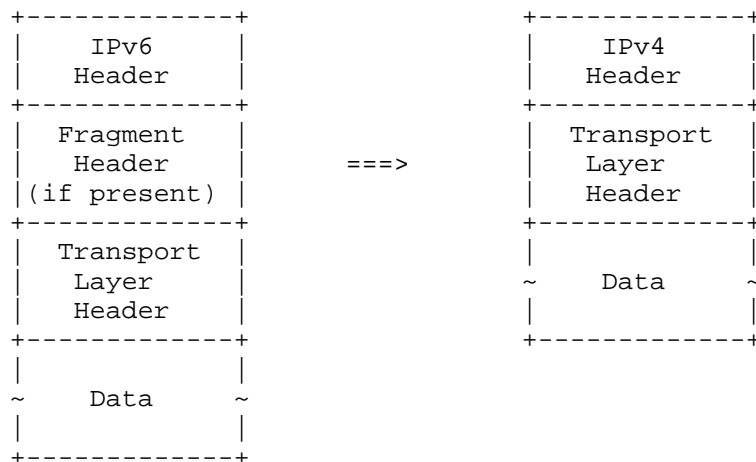 IPv6
Header
Fragment
Header
(if present)
Transport
Layer
Header
Data
===>
IPv4
Header
Transport
Layer
Header
Data